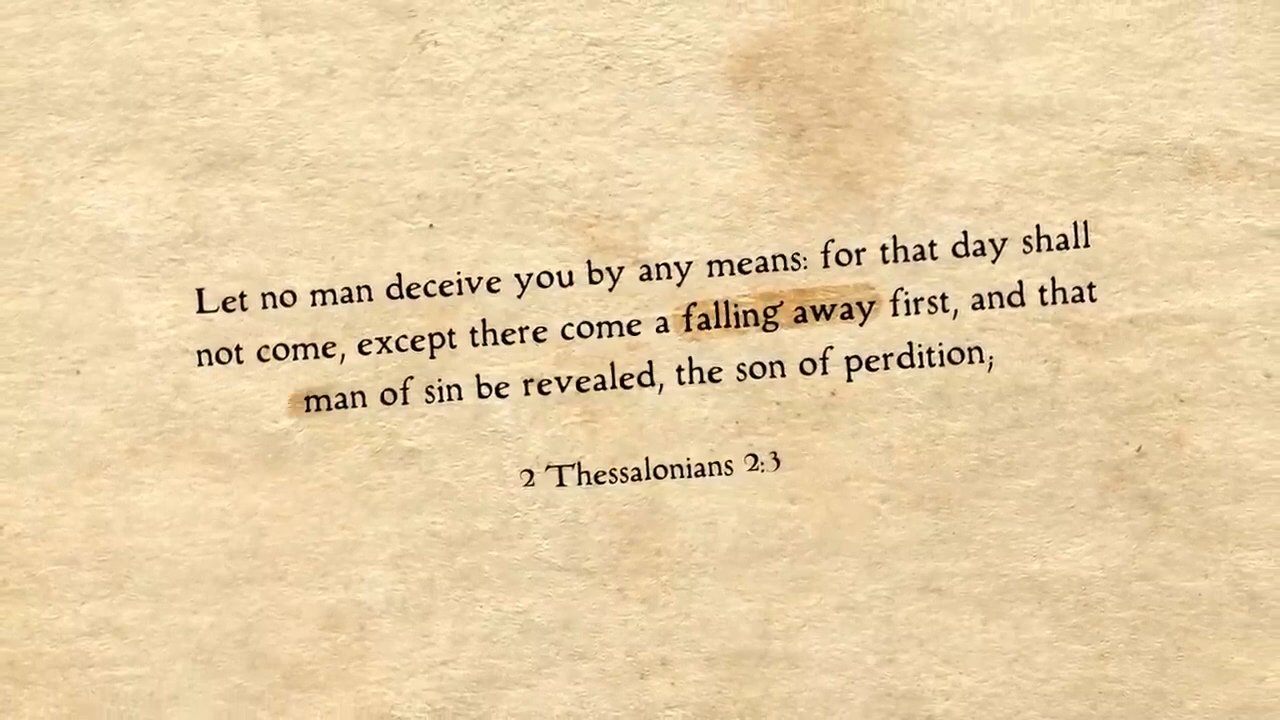 Let no man deceive you by any means: for that day shall
not come, except there come a falling away first, and that
man of sin be revealed, the son of perdition;
2 Thessalonians 2:3